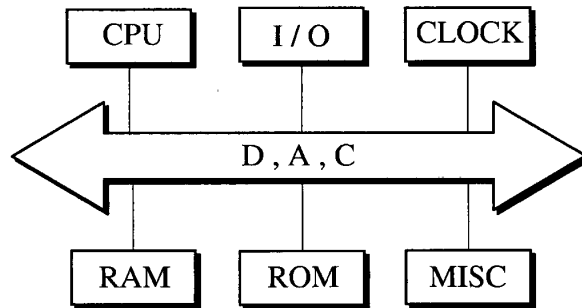 CPU I / O CLOCK
D , A , C
RAM ROM MISC